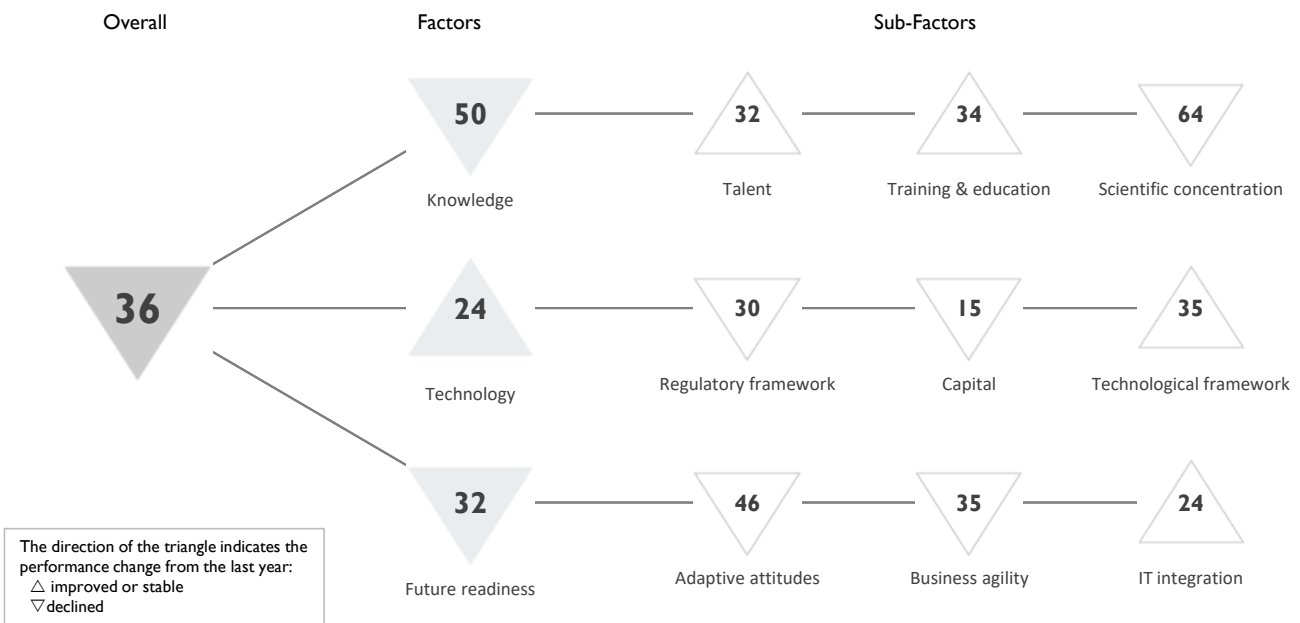 Overall Factors Sub-Factors
50 32 34 64
Knowledge Talent Training & education Scientific concentration
36
24 30 15 35
Technology Regulatory framework Capital Technological framework
32 46 35 24
Future readiness Adaptive attitudes Business agility IT integration
The direction of the triangle indicates the
performance change from the last year:
△ improved or stable
▽ declined